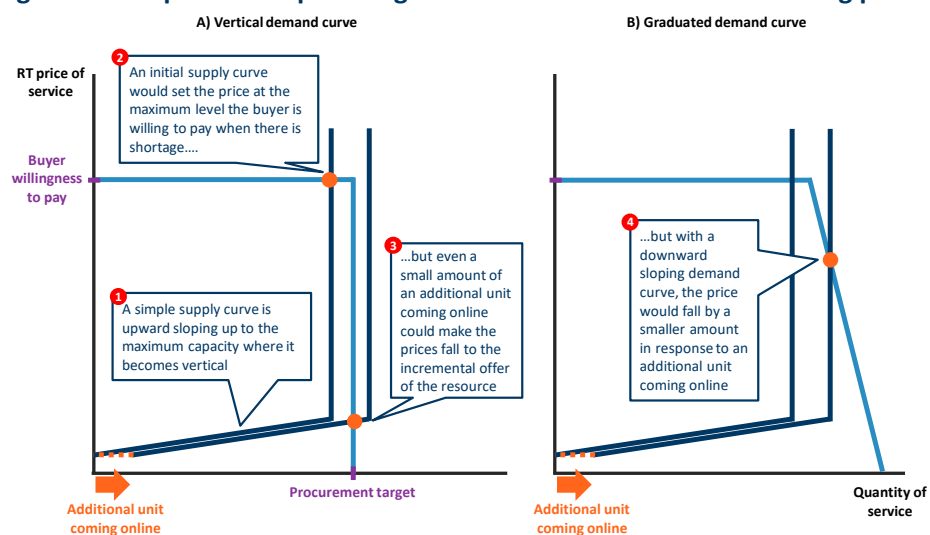 A) Vertical demand curve
B) Graduated demand curve
RT price of
service
2
An initial supply curve
would set the price at the
maximum level the buyer is
willing to pay when there is
shortage....
Buyer
willingness
to pay
3
...but even a
small amount of
an additional unit
coming online
could make the
prices fall to the
incremental offer
of the resource
1
A simple supply curve is
upward sloping up to the
maximum capacity where it
becomes vertical
4
...but with a
downward
sloping demand
curve, the price
would fall by a
smaller amount
in response to an
additional unit
coming online
Procurement target
Additional unit
coming online
Additional unit
coming online
Quantity of
service